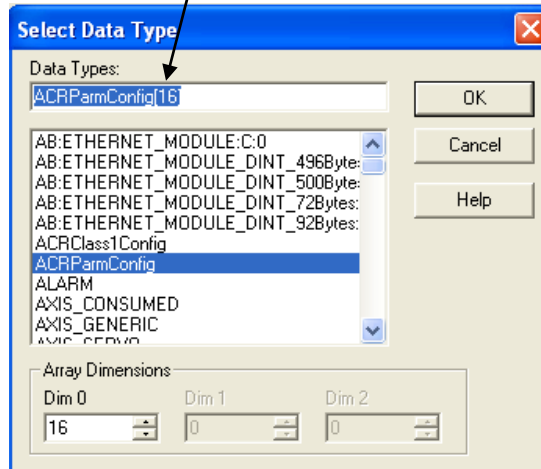 Select Data Type
Data Types:
ACRParmConfig[16]
OK
AB:ETHERNET_MODULE:C:0
AB:ETHERNET_MODULE_DINT_496Byte:
AB:ETHERNET_MODULE_DINT_500Byte:
AB:ETHERNET_MODULE_DINT_72Bytes:
AB:ETHERNET_MODULE_DINT_92Bytes:
ACRClass1Config
ACRParmConfig
ALARM
AXIS_CONSUMED
AXIS_GENERIC
Cancel
Help
Array Dimensions
Dim 0 Dim 1 Dim 2
16 0 0